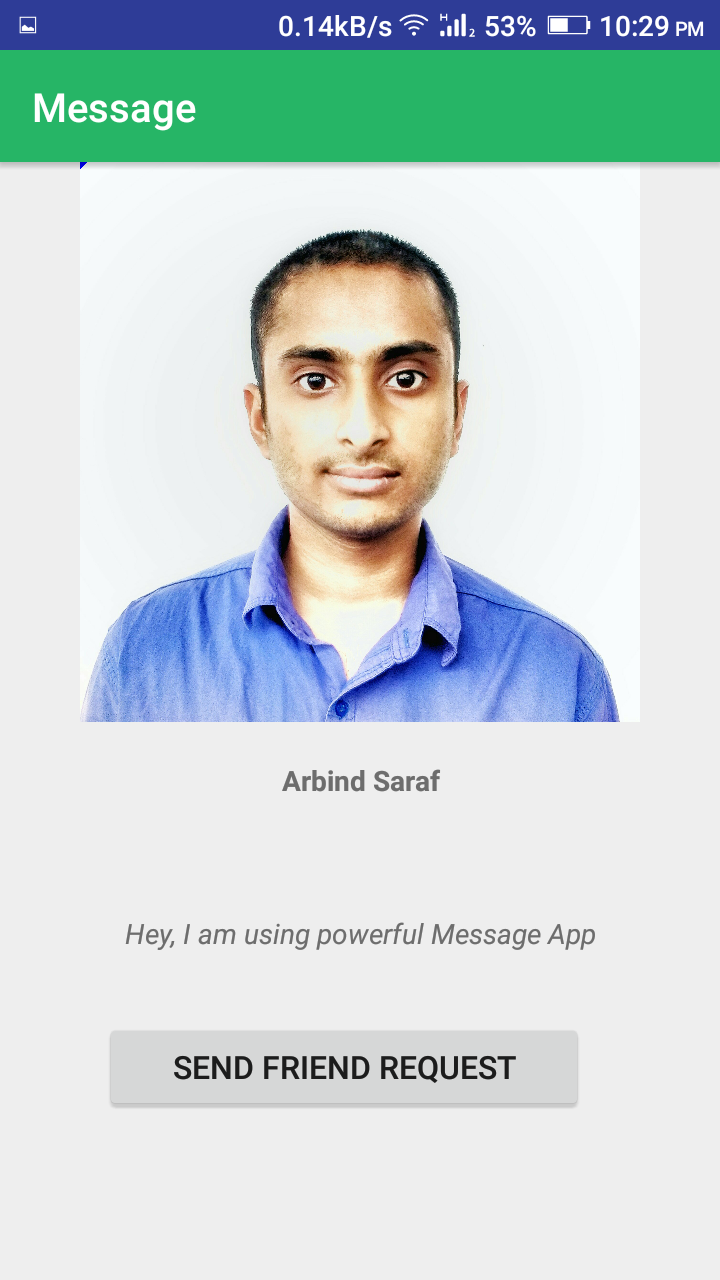 0.14kB/s H 2 53% 10:29 PM
Message
Arbind Saraf
Hey, I am using powerful Message App
SEND FRIEND REQUEST